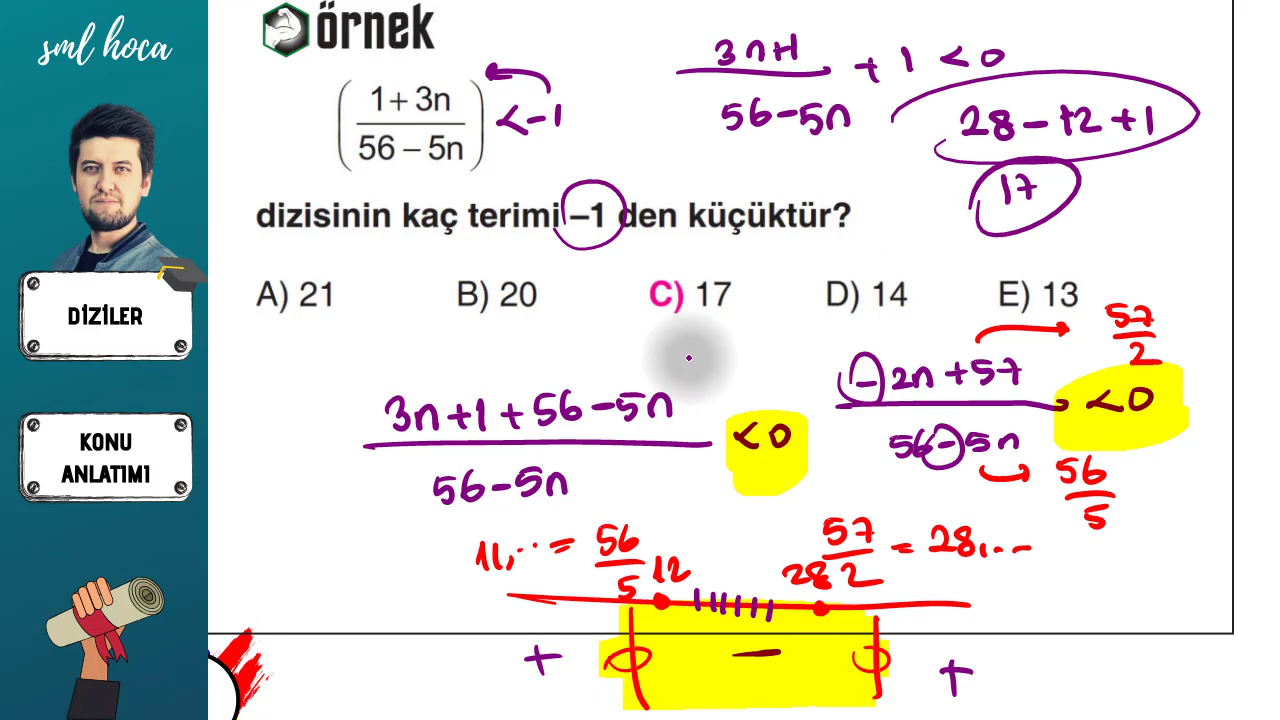 sml hoca
DİZİLER
KONU
ANLATIMI
örnek
( (1+3n)/(56 – 5n) ) < -1
dizisinin kaç terimi –1 den küçüktür?
A) 21 B) 20 C) 17 D) 14 E) 13
(3n+1)/(56-5n) + 1 < 0
28 - 12 + 1
17
(3n+1+56-5n)/(56-5n) < 0
(-2n+57)/(56-5n) < 0
57/2
56/5
11,.. = 56/5 12
28 57/2 = 28,...
+ - +